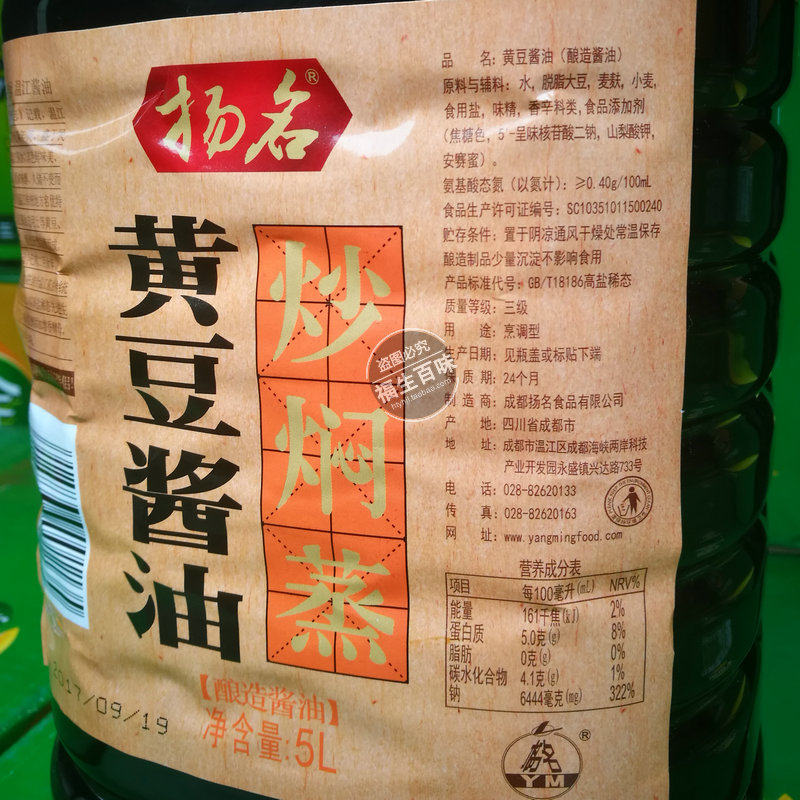 温江酱油
扬名®
黄豆酱油
炒
焖
蒸
【酿造酱油】
净含量:5L
2017/09/19
品 名:黄豆酱油(酿造酱油)
原料与辅料:水,脱脂大豆,麦麸,小麦,
食用盐,味精,香辛料类,食品添加剂
(焦糖色,5'-呈味核苷酸二钠,山梨酸钾,
安赛蜜)。
氨基酸态氮(以氮计):≥0.40g/100mL
食品生产许可证编号:SC10351011500240
贮存条件:置于阴凉通风干燥处常温保存
酿造制品少量沉淀不影响食用
产品标准代号:GB/T18186高盐稀态
质量等级:三级
用 途:烹调型
生产日期:见瓶盖或标贴下端
质 期:24个月
制 造 商:成都扬名食品有限公司
产 地:四川省成都市
地 址:成都市温江区成都海峡两岸科技
产业开发园永盛镇兴达路733号
电 话:028-82620133
传 真:028-82620163
网 址:www.yangmingfood.com
盗图必究
福生百味
营养成分表
项目 每100毫升(mL) NRV%
能量 161千焦(kJ) 2%
蛋白质 5.0克(g) 8%
脂肪 0克(g) 0%
碳水化合物 4.1克(g) 1%
钠 6444毫克(mg) 322%
扬名®
YM